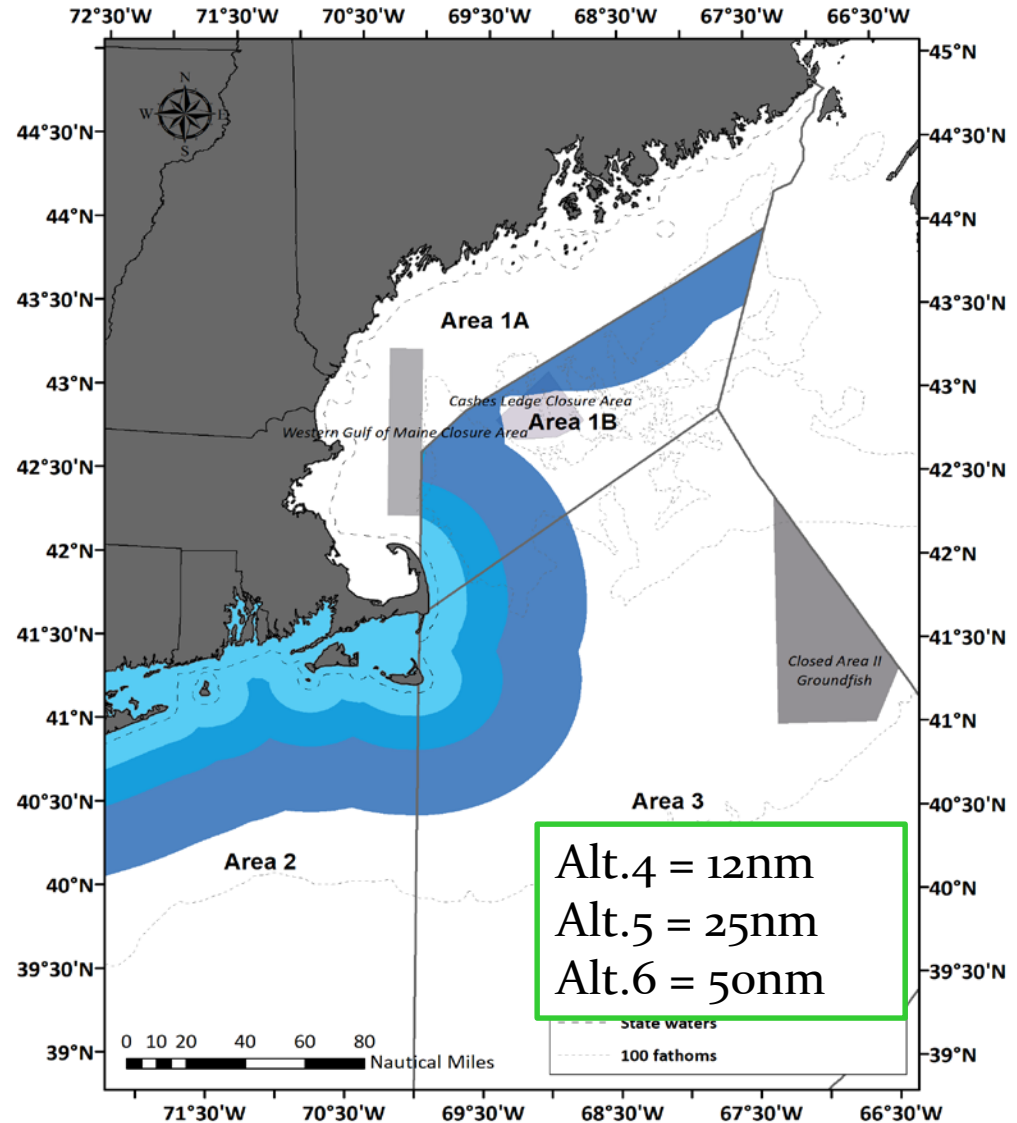 72°30'W 71°30'W 70°30'W 69°30'W 68°30'W 67°30'W 66°30'W
45°N
N
W E
S
44°30'N 44°30'N
44°N 44°N
43°30'N 43°30'N
Area 1A
43°N 43°N
Cashes Ledge Closure Area
Area 1B
Western Gulf of Maine Closure Area
42°30'N 42°30'N
42°N 42°N
41°30'N 41°30'N
Closed Area II
Groundfish
41°N 41°N
40°30'N 40°30'N
Area 3
Area 2
40°N 40°N
Alt.4 = 12nm
Alt.5 = 25nm
Alt.6 = 50nm
39°30'N 39°30'N
State waters
100 fathoms
0 10 20 40 60 80
Nautical Miles
39°N 39°N
71°30'W 70°30'W 69°30'W 68°30'W 67°30'W 66°30'W